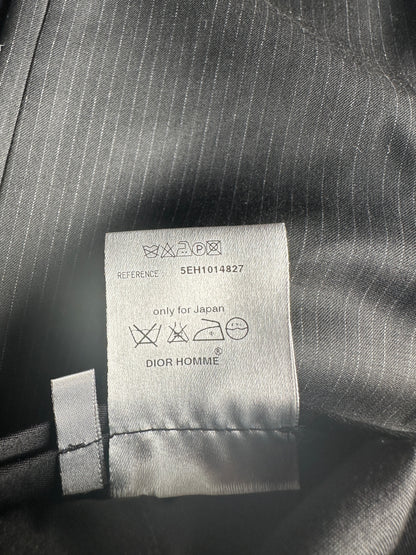 REFERENCE 5EH1014827
only for Japan
DIOR HOMME®